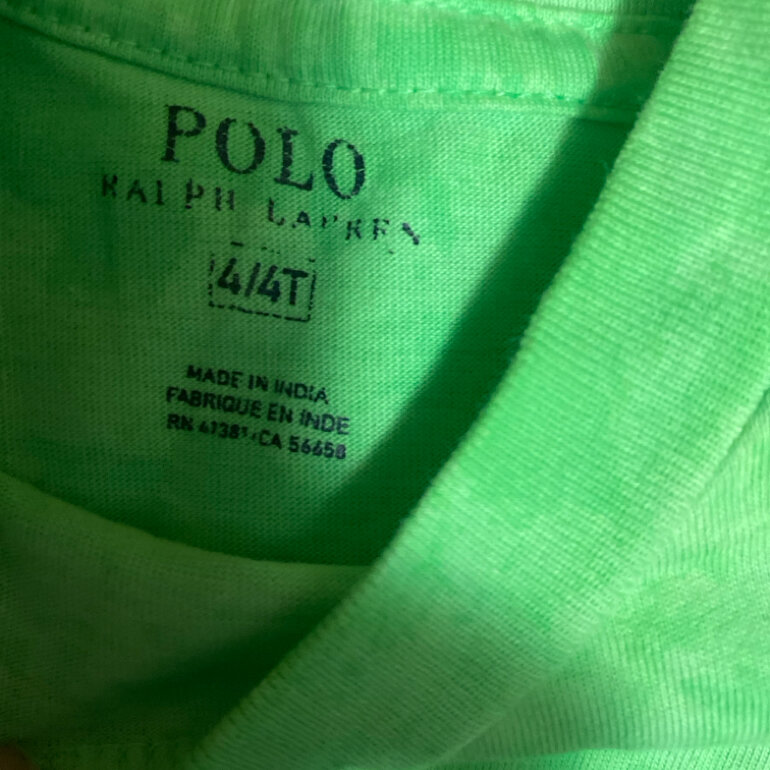 POLO
RALPH LAUREN
4/4T
MADE IN INDIA
FABRIQUE EN INDE
RN 41381/CA 56658